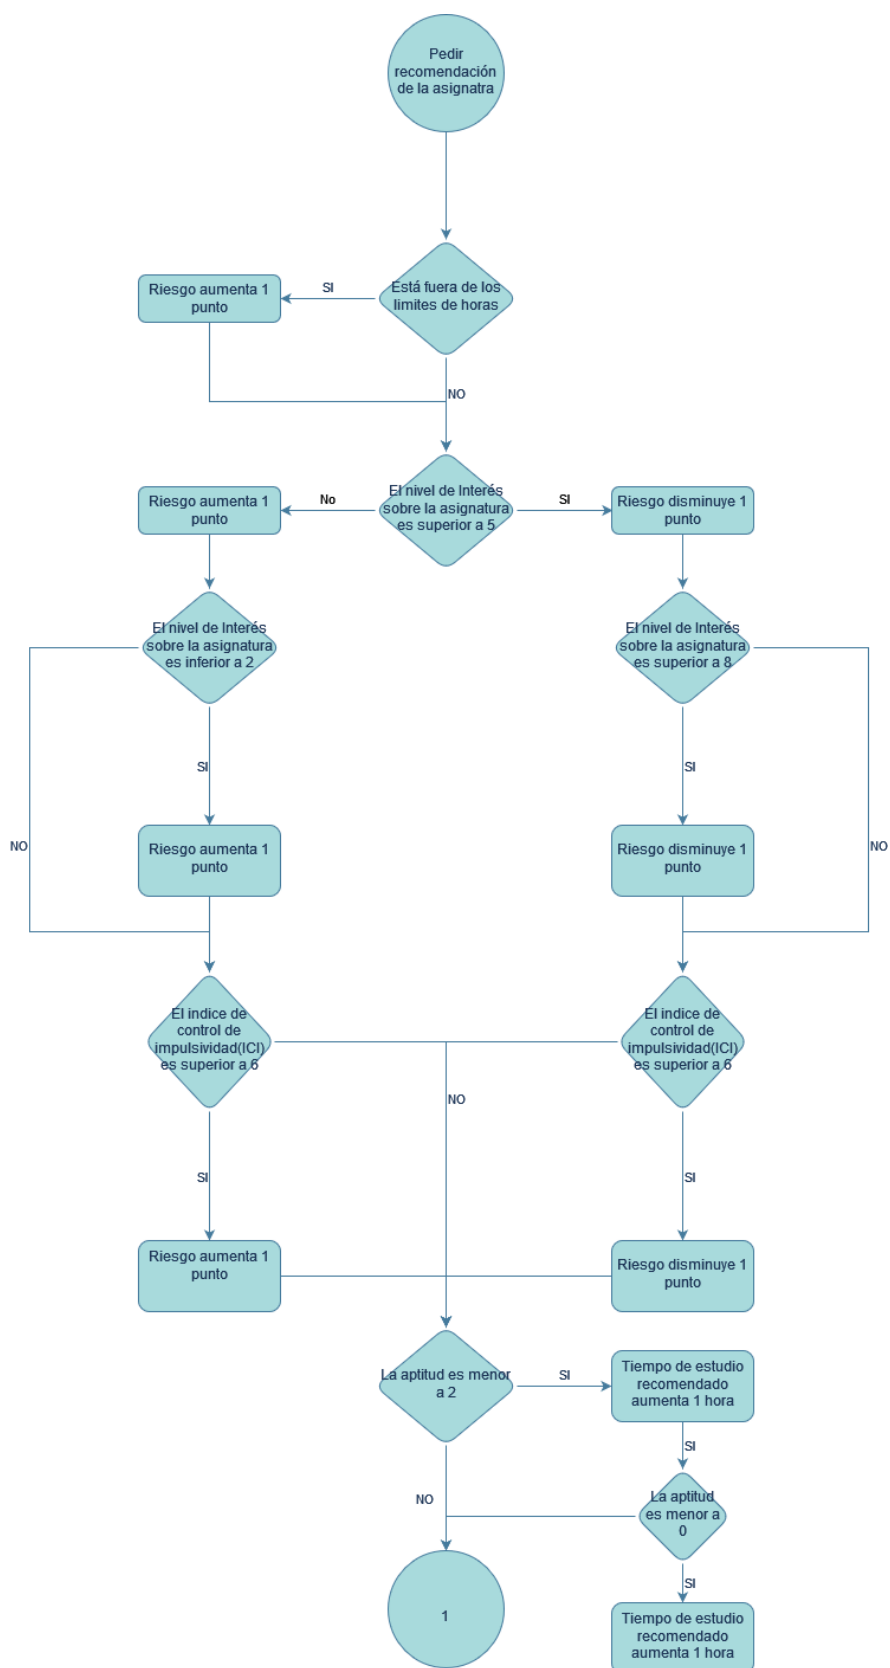 Pedir
recomendación
de la asignatra
Está fuera de los
limites de horas
SI
Riesgo aumenta 1
punto
NO
El nivel de Interés
sobre la asignatura
es superior a 5
No
Riesgo aumenta 1
punto
SI
Riesgo disminuye 1
punto
El nivel de Interés
sobre la asignatura
es inferior a 2
El nivel de Interés
sobre la asignatura
es superior a 8
SI
SI
NO
Riesgo aumenta 1
punto
Riesgo disminuye 1
punto
NO
El indice de
control de
impulsividad(ICI)
es superior a 6
El indice de
control de
impulsividad(ICI)
es superior a 6
NO
SI
SI
Riesgo aumenta 1
punto
Riesgo disminuye 1
punto
La aptitud es menor
a 2
SI
Tiempo de estudio
recomendado
aumenta 1 hora
SI
NO
La aptitud
es menor a
0
SI
1
Tiempo de estudio
recomendado
aumenta 1 hora